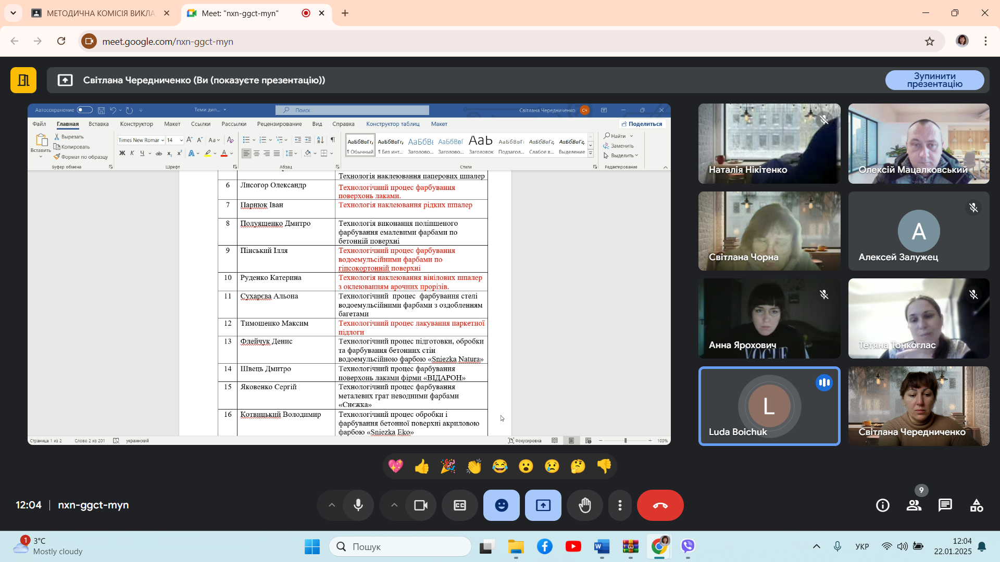 МЕТОДИЧНА КОМІСІЯ ВИКЛА
Meet: "nxn-ggct-myn"
meet.google.com/nxn-ggct-myn
Світлана Чередниченко (Ви (показуєте презентацію))
Зупинити презентацію
Автосохранение
Теми дип...
Поиск
Світлана Чередниченко
СЧ
Файл Главная Вставка Конструктор Макет Ссылки Рассылки Рецензирование Вид Справка Конструктор таблиц Макет
Поделиться
Вставить
Вырезать
Копировать
Формат по образцу
Буфер обмена
Times New Roman 14
Шрифт
Абзац
АаБбВвГг, АаБбВвГг, АаБбВв АаБбВвГ АаБ АаБбВвГг АаБбВвГг, АаБбВвГг,
¶ Обычный ¶ Без инт... Заголово... Заголово... Заголовок Подзагол... Слабое в... Выделение
Стили
Найти
Заменить
Выделить
Редактирование
Технологія наклеювання паперових шпалер
6 Лисогор Олександр Технологічний процес фарбування
поверхонь лаками.
7 Парнюк Іван Технологія наклеювання рідких шпалер
8 Полуященко Дмитро Технологія виконання поліпшеного
фарбування емалевими фарбами по
бетонній поверхні
9 Пінський Ілля Технологічний процес фарбування
водоемульсійними фарбами по
гіпсокортонній поверхні
10 Руденко Катерина Технологія наклеювання вінілових шпалер
з оклеюванням арочних прорізів.
11 Сухарєва Альона Технологічний процес фарбування стелі
водоемульсійними фарбами з оздобленням
багетами
12 Тимошенко Максим Технологічний процес лакування паркетної
підлоги
13 Флейчук Денис Технологічний процес підготовки, обробки
та фарбування бетонних стін
водоемульсійною фарбою «Sniezka Natura»
14 Швець Дмитро Технологічний процес фарбування
поверхонь лаками фірми «ВІДАРОН»
15 Яковенко Сергій Технологічний процес фарбування
металевих грат неводними фарбами
«Снєжка»
16 Котвицький Володимир Технологічний процес обробки і
фарбування бетонної поверхні акриловою
фарбою «Sniezka Eko»
Страница 1 из 2 Слово 2 из 201 украинский
Фокусировка
100%
Наталія Нікітенко
Олексій Мацалковський
Світлана Чорна
А
Алексей Залужец
Анна Ярохович
VOGUE
Тетяна Тонкоглас
L
Luda Boichuk
Світлана Чередниченко
12:04 nxn-ggct-myn
9
1
3°C
Mostly cloudy
Пошук
УКР
12:04
22.01.2025